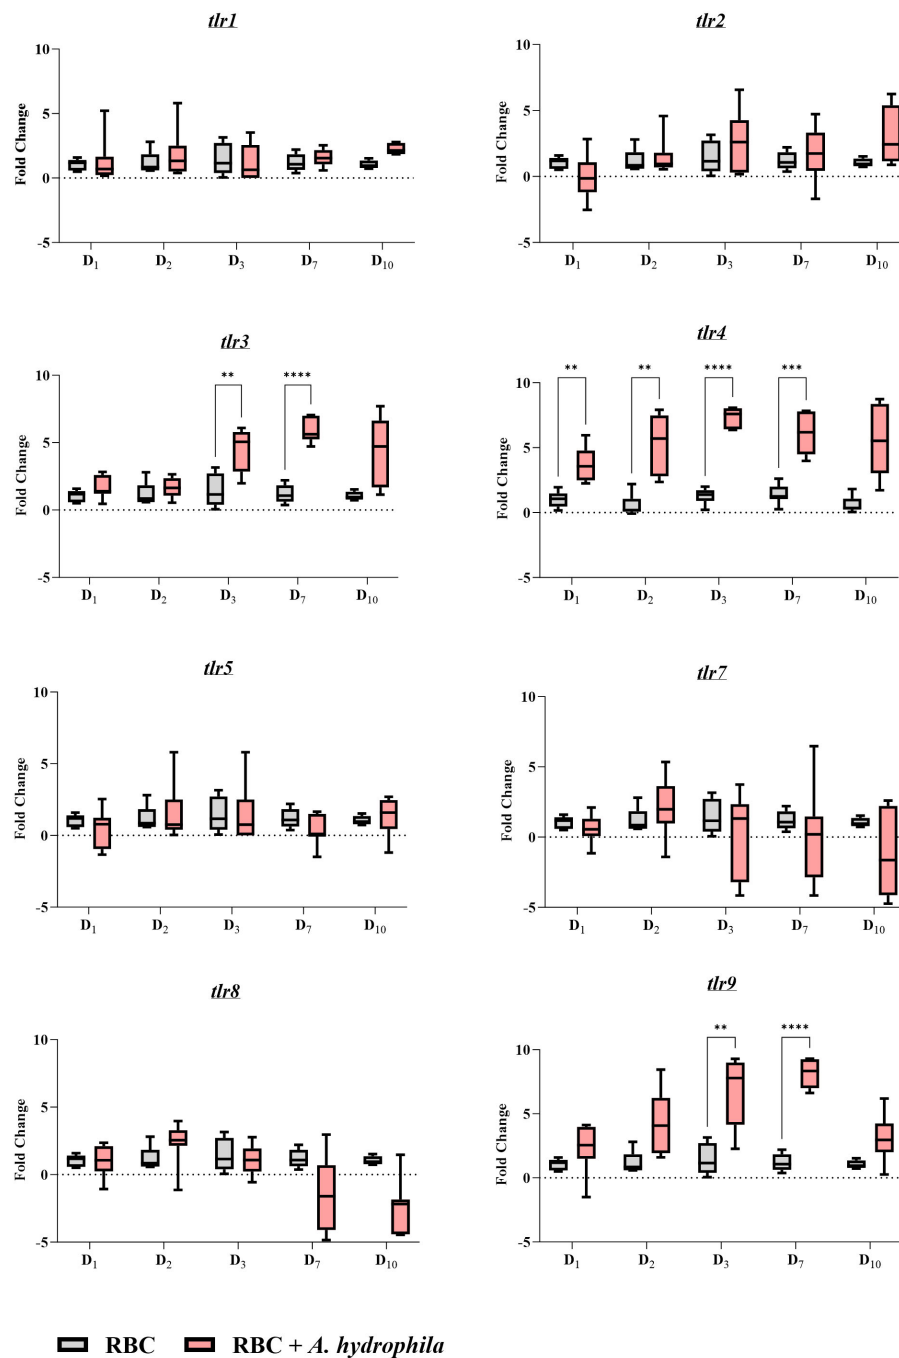 tlr1
10
5
0
-5
Fold Change
D1 D2 D3 D7 D10
tlr2
10
5
0
-5
Fold Change
D1 D2 D3 D7 D10
tlr3
10
5
0
-5
Fold Change
** ****
D1 D2 D3 D7 D10
tlr4
10
5
0
-5
Fold Change
** ** **** ***
D1 D2 D3 D7 D10
tlr5
10
5
0
-5
Fold Change
D1 D2 D3 D7 D10
tlr7
10
5
0
-5
Fold Change
D1 D2 D3 D7 D10
tlr8
10
5
0
-5
Fold Change
D1 D2 D3 D7 D10
tlr9
10
5
0
-5
Fold Change
** ****
D1 D2 D3 D7 D10
RBC RBC + A. hydrophila